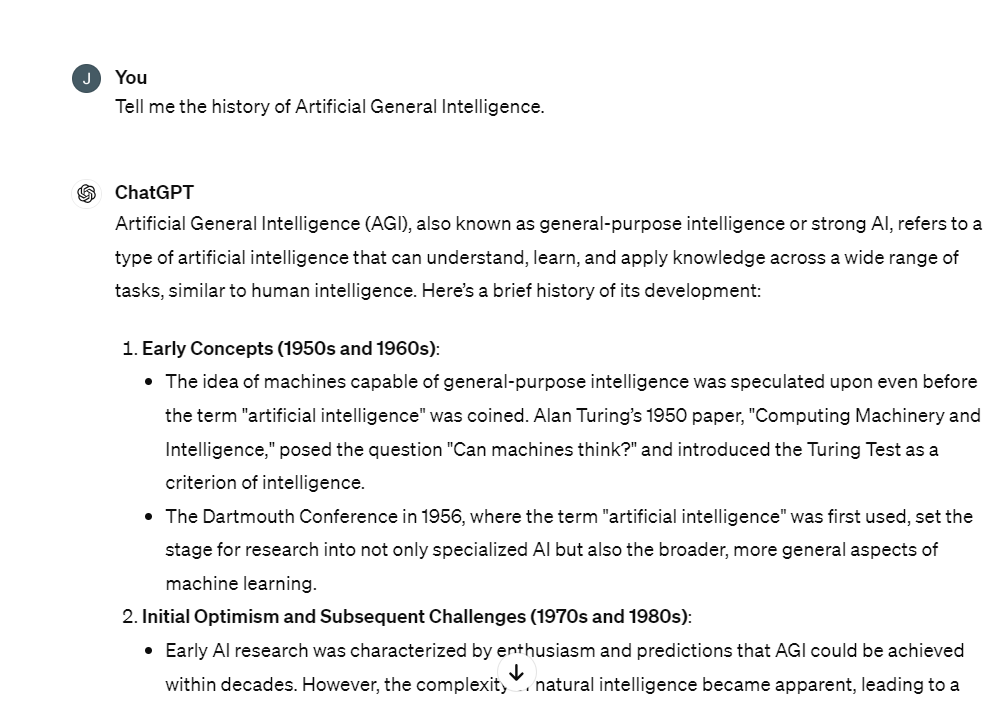 J
You
Tell me the history of Artificial General Intelligence.
ChatGPT
Artificial General Intelligence (AGI), also known as general-purpose intelligence or strong AI, refers to a
type of artificial intelligence that can understand, learn, and apply knowledge across a wide range of
tasks, similar to human intelligence. Here’s a brief history of its development:
1. Early Concepts (1950s and 1960s):
• The idea of machines capable of general-purpose intelligence was speculated upon even before
the term "artificial intelligence" was coined. Alan Turing’s 1950 paper, "Computing Machinery and
Intelligence," posed the question "Can machines think?" and introduced the Turing Test as a
criterion of intelligence.
• The Dartmouth Conference in 1956, where the term "artificial intelligence" was first used, set the
stage for research into not only specialized AI but also the broader, more general aspects of
machine learning.
2. Initial Optimism and Subsequent Challenges (1970s and 1980s):
• Early AI research was characterized by enthusiasm and predictions that AGI could be achieved
within decades. However, the complexity natural intelligence became apparent, leading to a